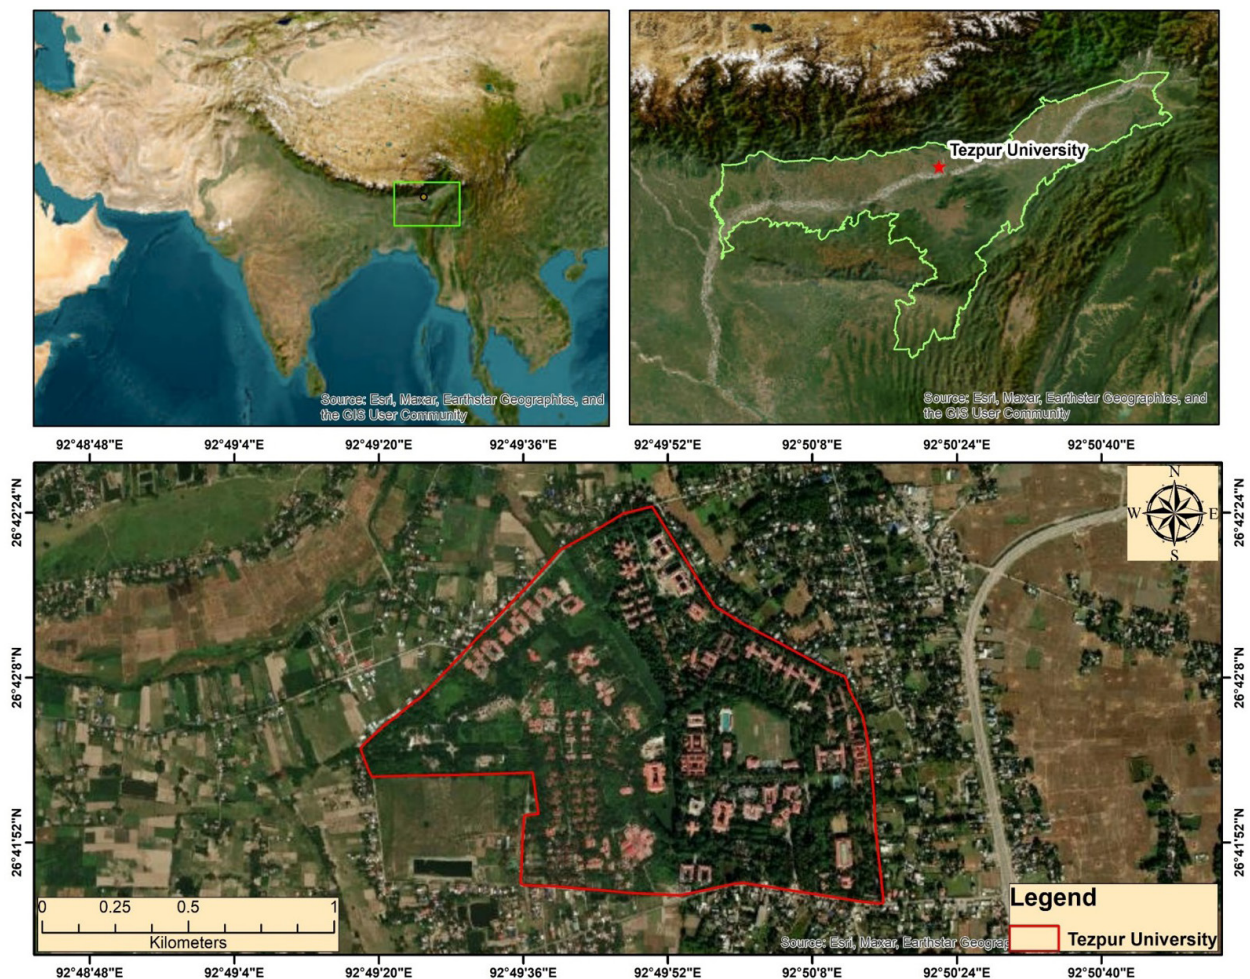 Source: Esri, Maxar, Earthstar Geographics, and
the GIS User Community
Tezpur University
Source: Esri, Maxar, Earthstar Geographics, and
the GIS User Community
92°48'48"E 92°49'4"E 92°49'20"E 92°49'36"E 92°49'52"E 92°50'8"E 92°50'24"E 92°50'40"E
N
W E
S
26°42'24"N 26°42'24"N
26°42'8"N 26°42'8"N
26°41'52"N 26°41'52"N
0 0.25 0.5 1
Kilometers
Legend
Tezpur University
Source: Esri, Maxar, Earthstar
92°48'48"E 92°49'4"E 92°49'20"E 92°49'36"E 92°49'52"E 92°50'8"E 92°50'24"E 92°50'40"E